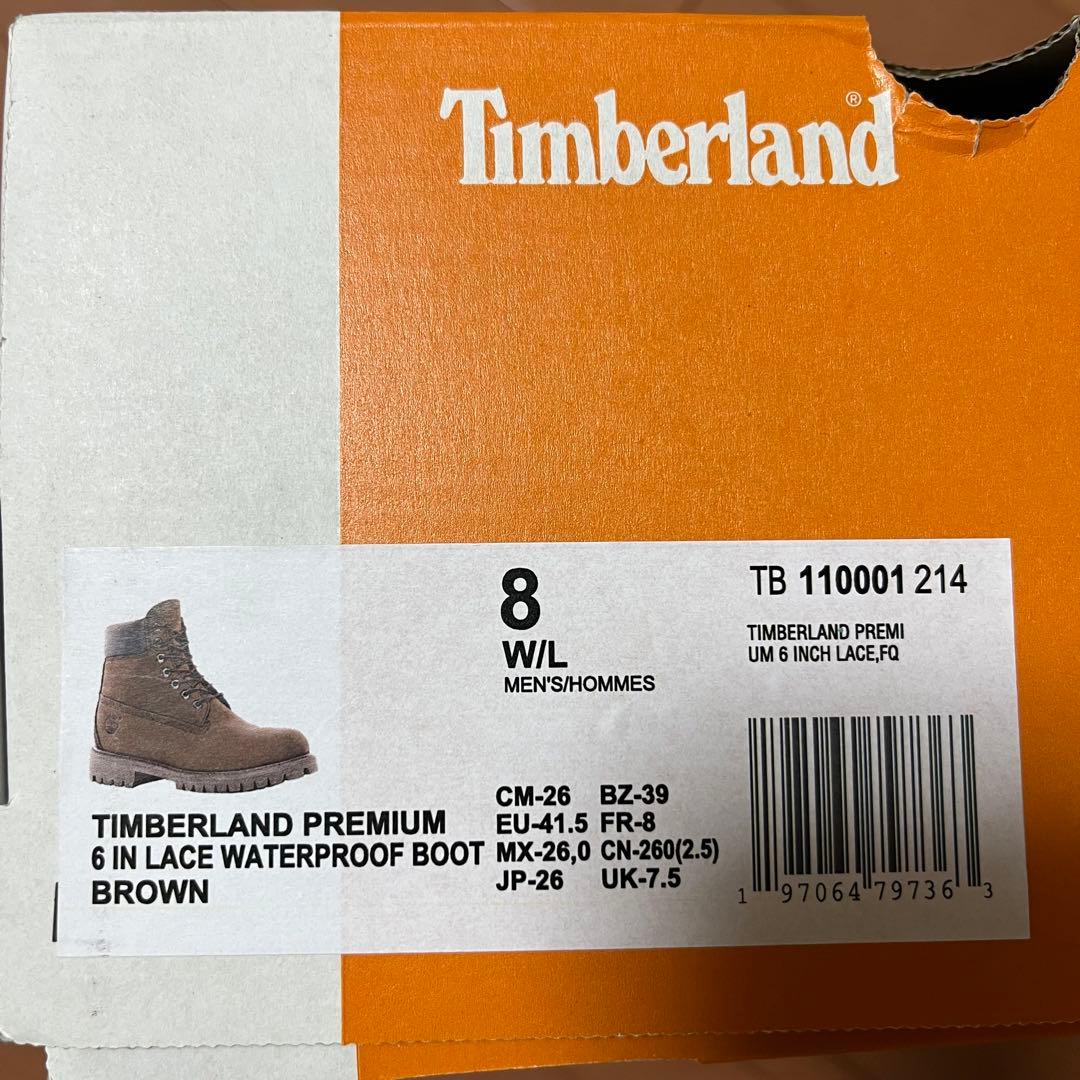 Timberland®
8
W/L
MEN'S/HOMMES
TB 110001 214
TIMBERLAND PREMI
UM 6 INCH LACE,FQ
TIMBERLAND PREMIUM
6 IN LACE WATERPROOF BOOT
BROWN
CM-26 BZ-39
EU-41.5 FR-8
MX-26,0 CN-260(2.5)
JP-26 UK-7.5
1 97064 79736 3